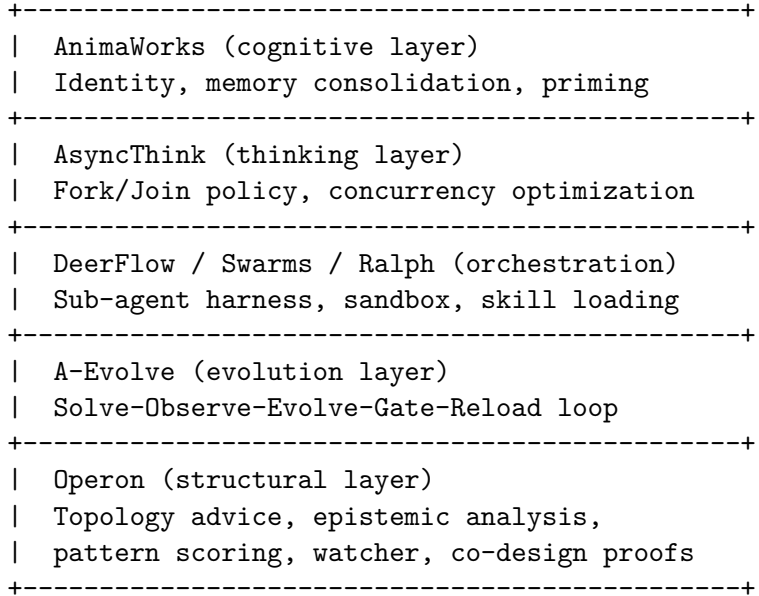 +-----------------------------------------------+
|  AnimaWorks (cognitive layer)
|  Identity, memory consolidation, priming
+-----------------------------------------------+
|  AsyncThink (thinking layer)
|  Fork/Join policy, concurrency optimization
+-----------------------------------------------+
|  DeerFlow / Swarms / Ralph (orchestration)
|  Sub-agent harness, sandbox, skill loading
+-----------------------------------------------+
|  A-Evolve (evolution layer)
|  Solve-Observe-Evolve-Gate-Reload loop
+-----------------------------------------------+
|  Operon (structural layer)
|  Topology advice, epistemic analysis,
|  pattern scoring, watcher, co-design proofs
+-----------------------------------------------+